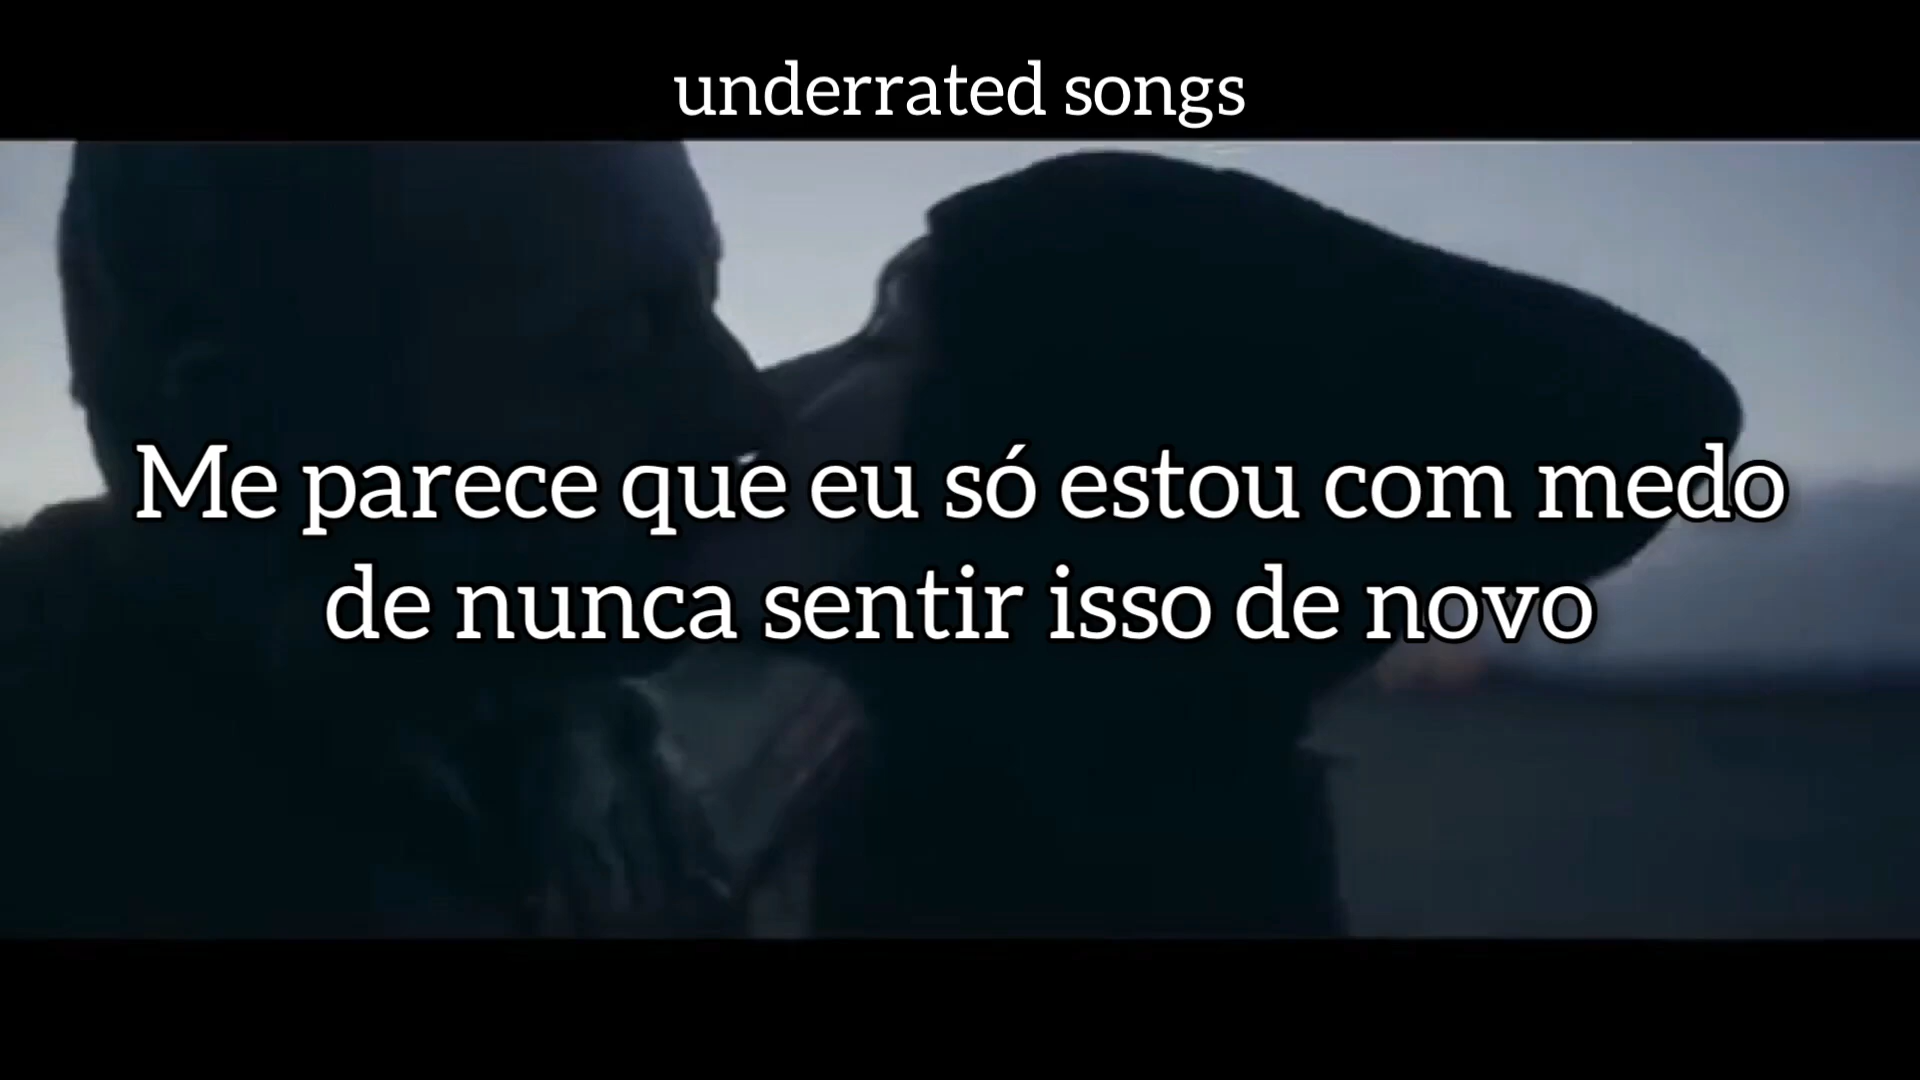 underrated songs
Me parece que eu só estou com medo
de nunca sentir isso de novo